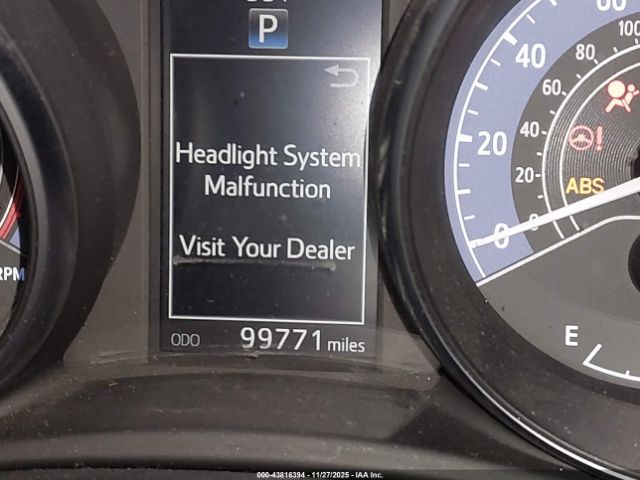 P
Headlight System
Malfunction
Visit Your Dealer
ODO 99771 miles
RPM
0
20
40
0
20
40
60
80
100
ABS
E
000-43816394 - 11/27/2025 - IAA Inc.